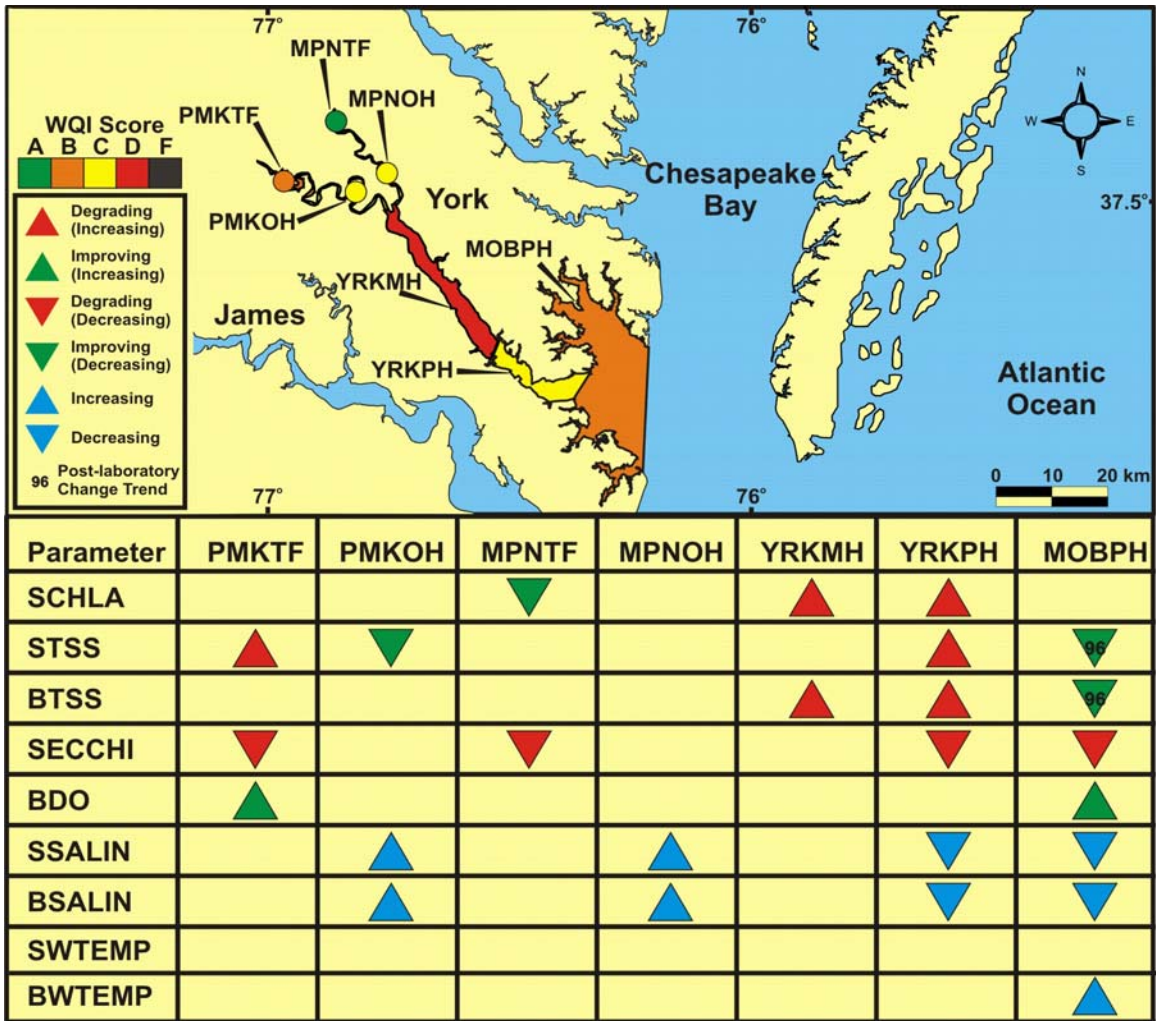 77°
76°
MPNTF
MPNOH
PMKTF
WQI Score
A B C D F
Chesapeake
Bay
N
W E
S
37.5°
York
PMKOH
MOBPH
YRKMH
James
YRKPH
Degrading
(Increasing)
Improving
(Increasing)
Degrading
(Decreasing)
Improving
(Decreasing)
Increasing
Decreasing
96 Post-laboratory
Change Trend
Atlantic
Ocean
0 10 20 km
77°
76°
Parameter PMKTF PMKOH MPNTF MPNOH YRKMH YRKPH MOBPH
SCHLA
STSS 96
BTSS 96
SECCHI
BDO
SSALIN
BSALIN
SWTEMP
BWTEMP